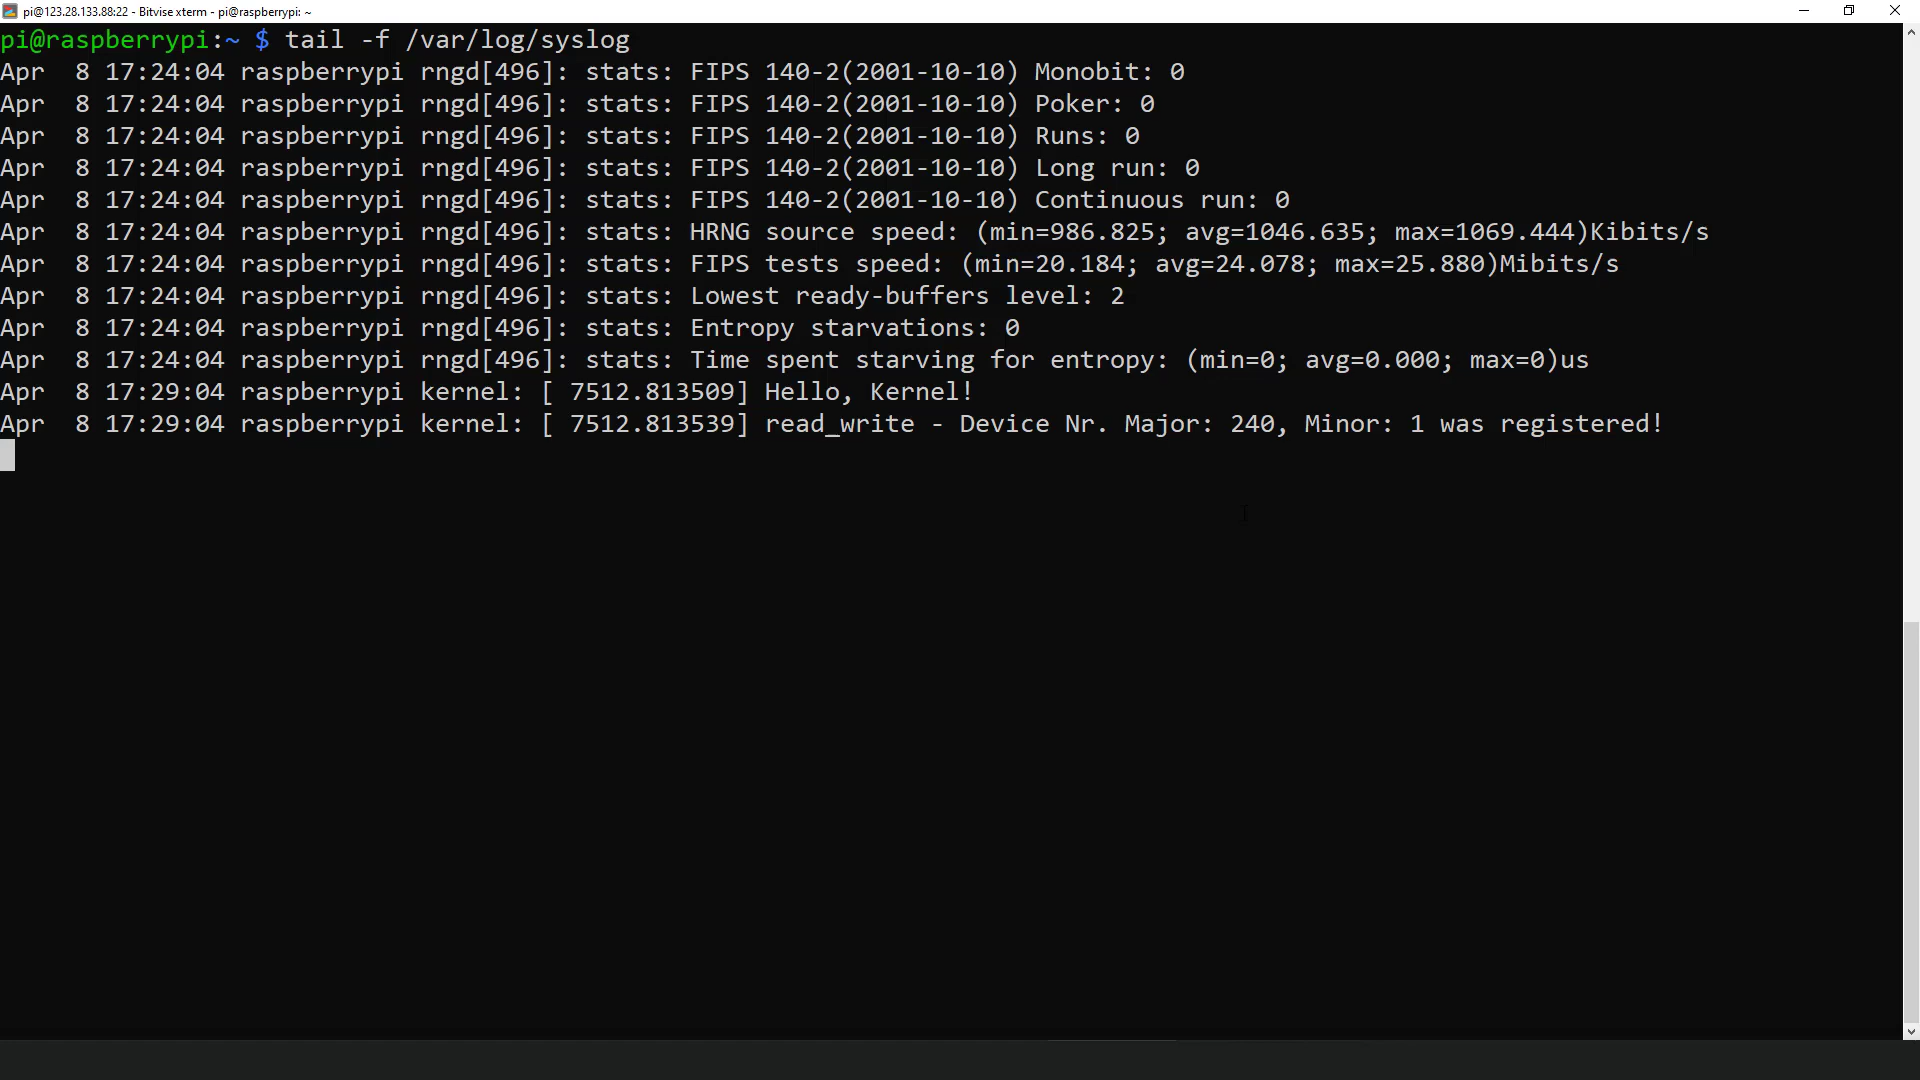 pi@123.28.133.88:22 - Bitvise xterm - pi@raspberrypi: ~
pi@raspberrypi:~ $ tail -f /var/log/syslog
Apr  8 17:24:04 raspberrypi rngd[496]: stats: FIPS 140-2(2001-10-10) Monobit: 0
Apr  8 17:24:04 raspberrypi rngd[496]: stats: FIPS 140-2(2001-10-10) Poker: 0
Apr  8 17:24:04 raspberrypi rngd[496]: stats: FIPS 140-2(2001-10-10) Runs: 0
Apr  8 17:24:04 raspberrypi rngd[496]: stats: FIPS 140-2(2001-10-10) Long run: 0
Apr  8 17:24:04 raspberrypi rngd[496]: stats: FIPS 140-2(2001-10-10) Continuous run: 0
Apr  8 17:24:04 raspberrypi rngd[496]: stats: HRNG source speed: (min=986.825; avg=1046.635; max=1069.444)Kibits/s
Apr  8 17:24:04 raspberrypi rngd[496]: stats: FIPS tests speed: (min=20.184; avg=24.078; max=25.880)Mibits/s
Apr  8 17:24:04 raspberrypi rngd[496]: stats: Lowest ready-buffers level: 2
Apr  8 17:24:04 raspberrypi rngd[496]: stats: Entropy starvations: 0
Apr  8 17:24:04 raspberrypi rngd[496]: stats: Time spent starving for entropy: (min=0; avg=0.000; max=0)us
Apr  8 17:29:04 raspberrypi kernel: [ 7512.813509] Hello, Kernel!
Apr  8 17:29:04 raspberrypi kernel: [ 7512.813539] read_write - Device Nr. Major: 240, Minor: 1 was registered!